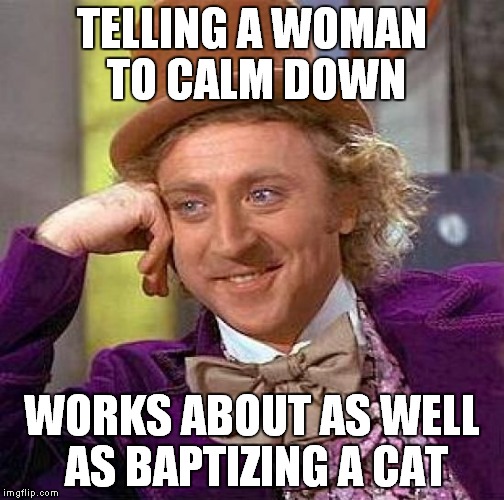 TELLING A WOMAN
TO CALM DOWN
WORKS ABOUT AS WELL
AS BAPTIZING A CAT
imgflip.com